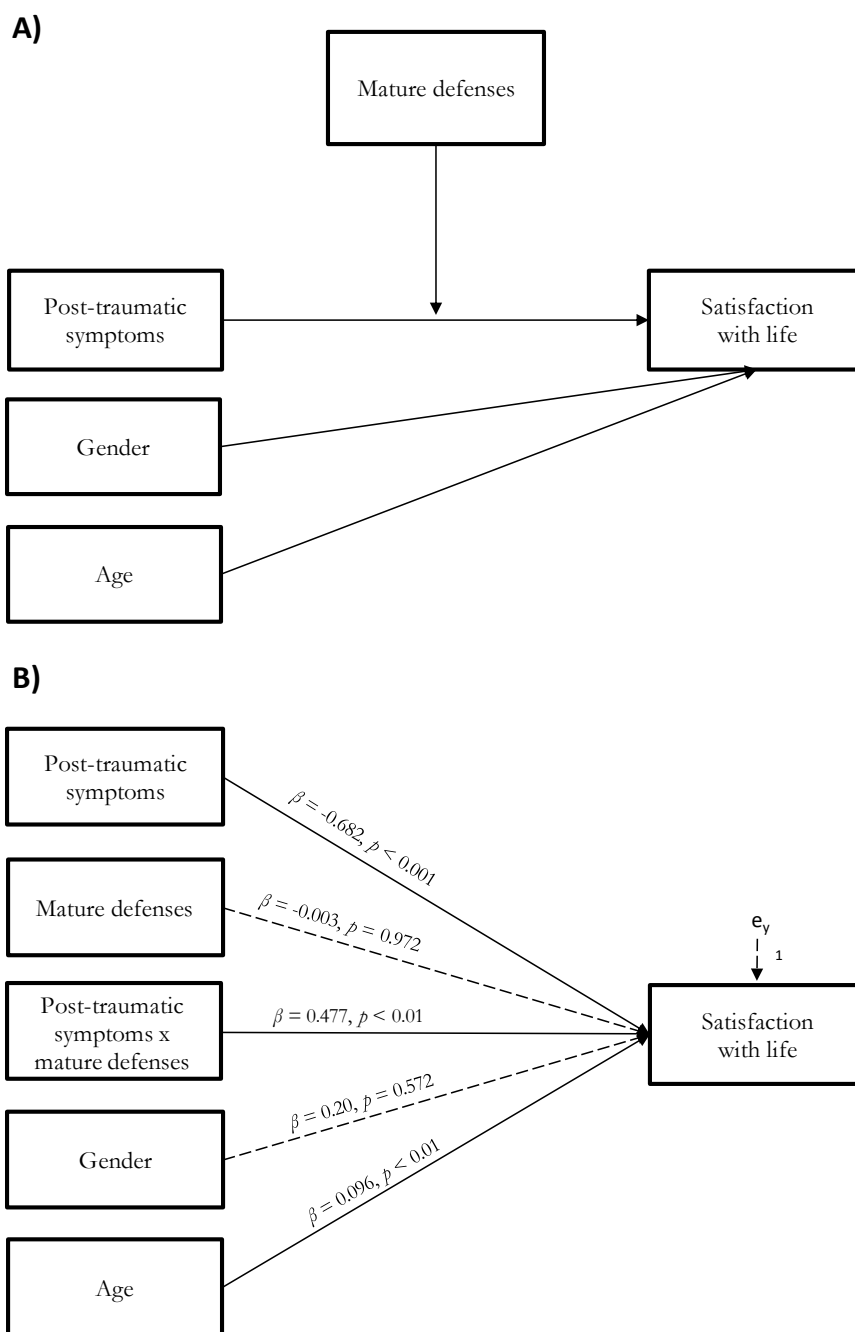 A)
Mature defenses
Post-traumatic
symptoms
Satisfaction
with life
Gender
Age
B)
Post-traumatic
symptoms
β = -0.682, p < 0.001
Mature defenses
β = -0.003, p = 0.972
e_y
1
Post-traumatic
symptoms x
mature defenses
β = 0.477, p < 0.01
Satisfaction
with life
Gender
β = 0.20, p = 0.572
Age
β = 0.096, p < 0.01